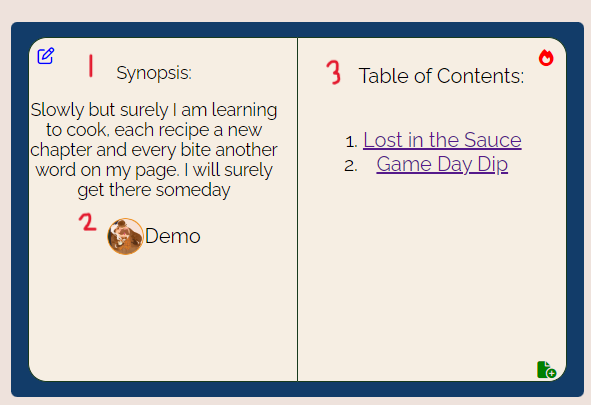 1 Synopsis:
Slowly but surely I am learning
to cook, each recipe a new
chapter and every bite another
word on my page. I will surely
get there someday
2 Demo
3 Table of Contents:
1. Lost in the Sauce
2. Game Day Dip